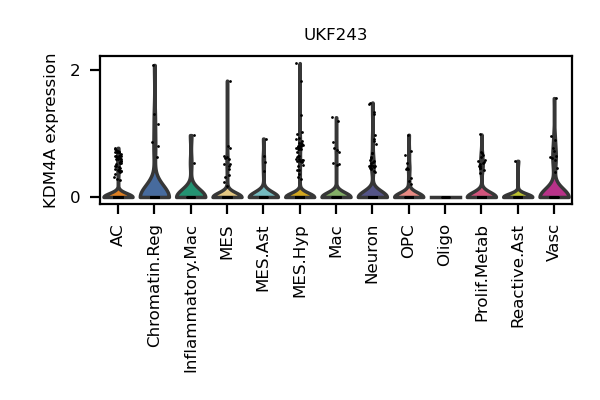 UKF243
KDM4A expression
2
0
AC
Chromatin.Reg
Inflammatory.Mac
MES
MES.Ast
MES.Hyp
Mac
Neuron
OPC
Oligo
Prolif.Metab
Reactive.Ast
Vasc